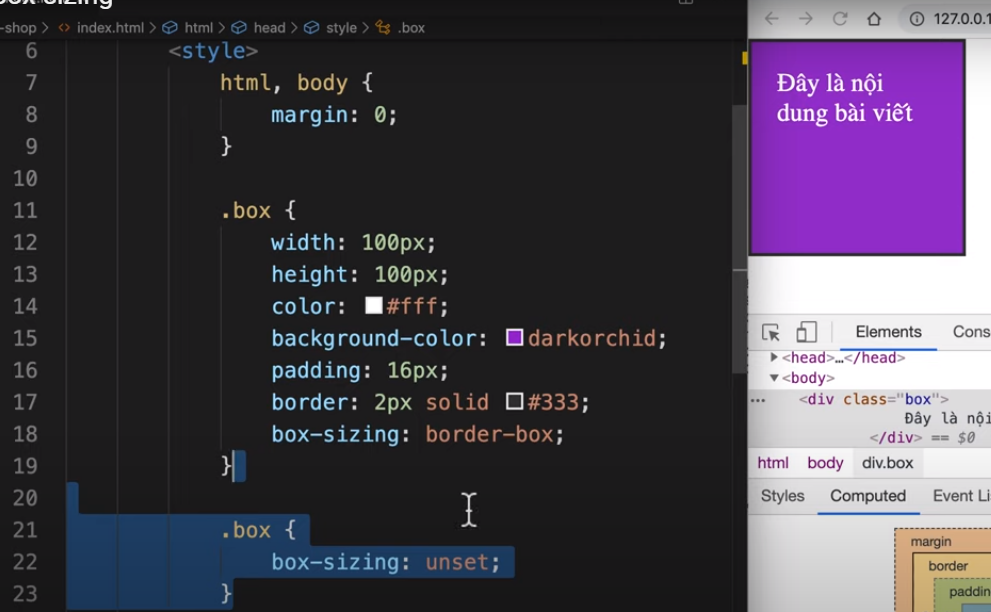 box-sizing
-shop > index.html > html > head > style > .box
127.0.0.1
6 <style>
7 html, body {
8 margin: 0;
9 }
10
11 .box {
12 width: 100px;
13 height: 100px;
14 color: #fff;
15 background-color: darkorchid;
16 padding: 16px;
17 border: 2px solid #333;
18 box-sizing: border-box;
19 }
20
21 .box {
22 box-sizing: unset;
23 }
Đây là nội
dung bài viết
Elements Cons
<head>…</head>
<body>
<div class="box">
Đây là nội
</div> == $0
html body div.box
Styles Computed Event Li
margin
border
paddin